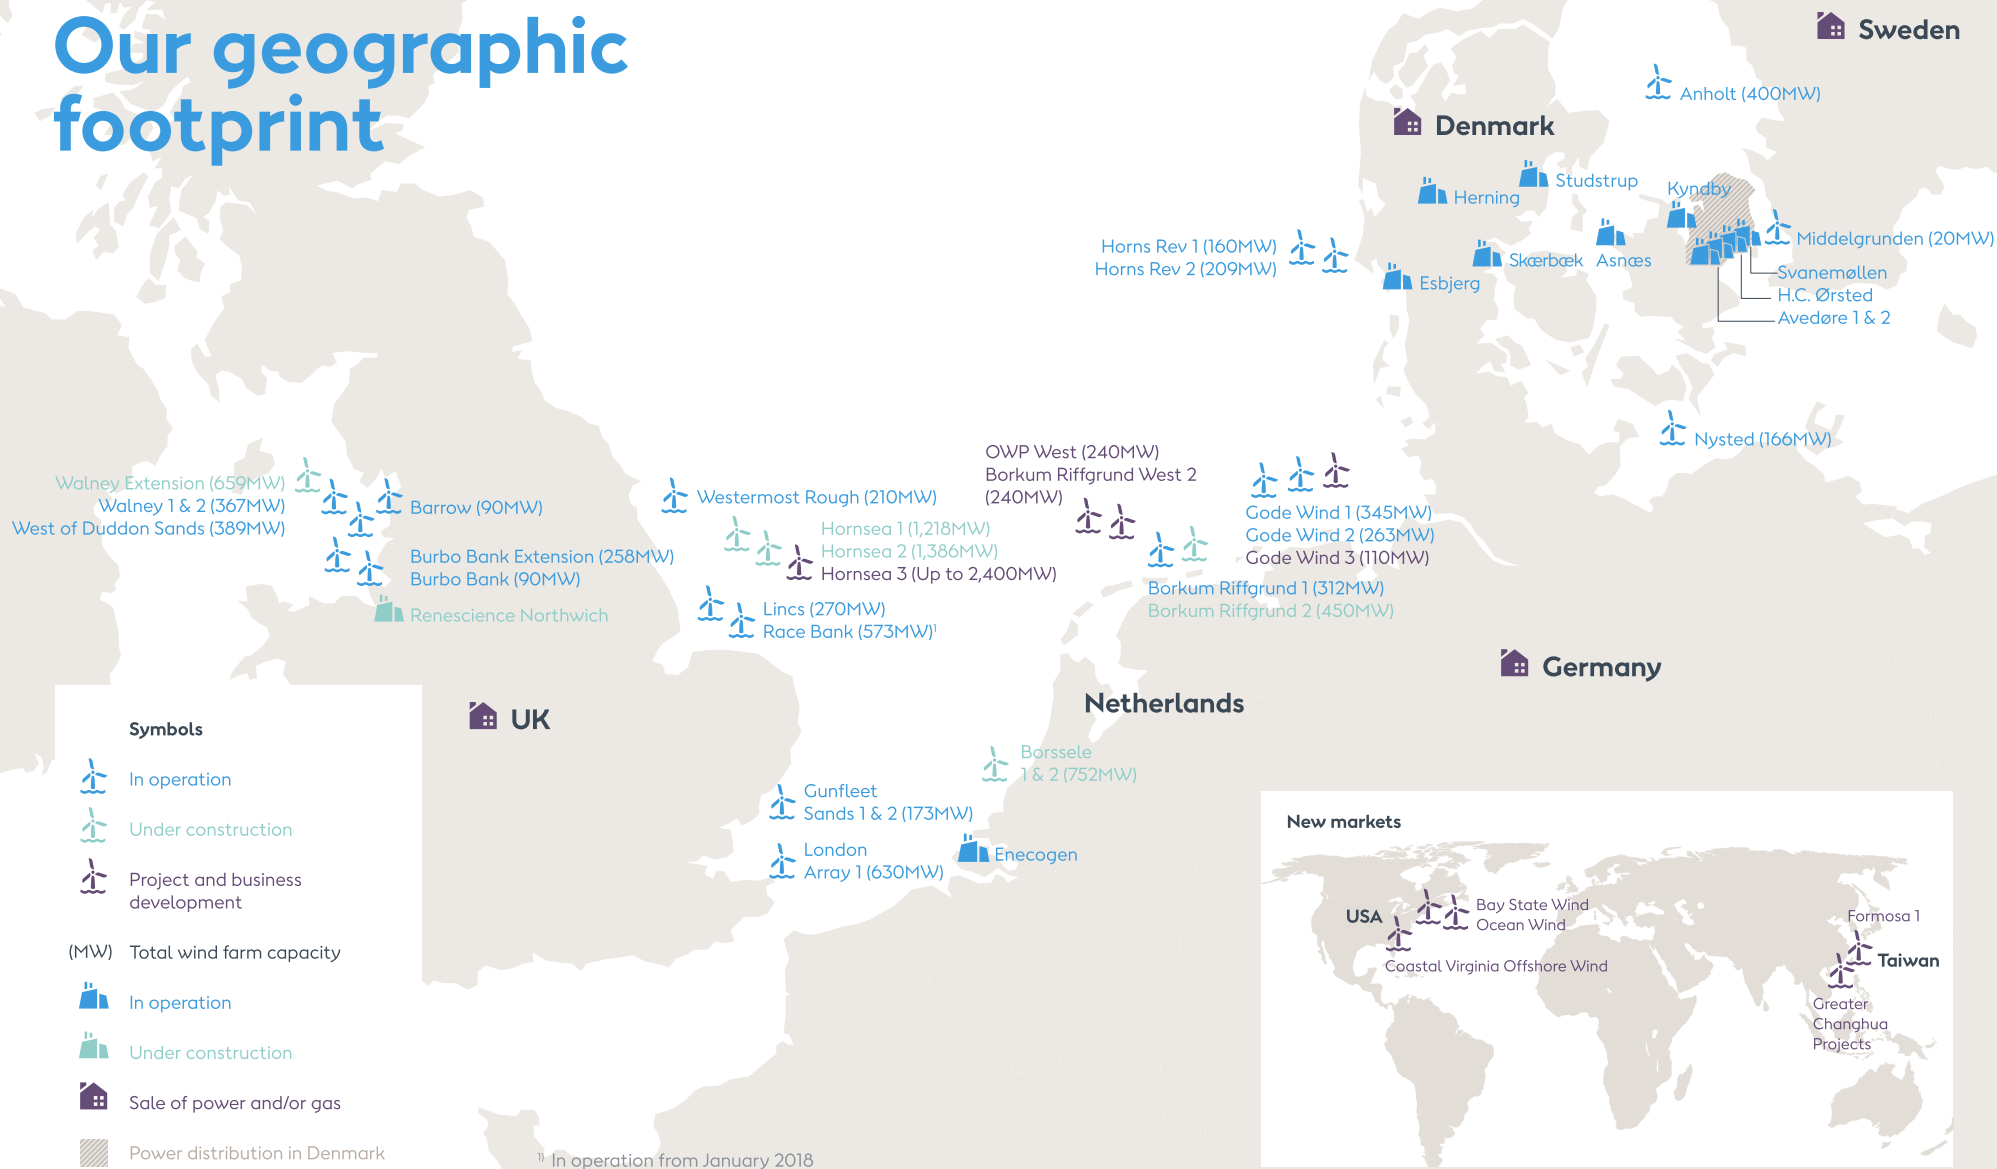 Our geographic
footprint
Sweden
Anholt (400MW)
Denmark
Studstrup
Herning
Kyndby
Middelgrunden (20MW)
Horns Rev 1 (160MW)
Horns Rev 2 (209MW)
Skærbæk
Asnæs
Esbjerg
Svanemøllen
H.C. Ørsted
Avedøre 1 & 2
Nysted (166MW)
Walney Extension (659MW)
Walney 1 & 2 (367MW)
West of Duddon Sands (389MW)
Barrow (90MW)
Burbo Bank Extension (258MW)
Burbo Bank (90MW)
Renescience Northwich
Westermost Rough (210MW)
Hornsea 1 (1,218MW)
Hornsea 2 (1,386MW)
Hornsea 3 (Up to 2,400MW)
Lincs (270MW)
Race Bank (573MW)¹
OWP West (240MW)
Borkum Riffgrund West 2
(240MW)
Gode Wind 1 (345MW)
Gode Wind 2 (263MW)
Gode Wind 3 (110MW)
Borkum Riffgrund 1 (312MW)
Borkum Riffgrund 2 (450MW)
Germany
Netherlands
UK
Borssele
1 & 2 (752MW)
Gunfleet
Sands 1 & 2 (173MW)
London
Array 1 (630MW)
Enecogen
Symbols
In operation
Under construction
Project and business
development
(MW) Total wind farm capacity
In operation
Under construction
Sale of power and/or gas
Power distribution in Denmark
¹⁾ In operation from January 2018
New markets
USA
Bay State Wind
Ocean Wind
Coastal Virginia Offshore Wind
Formosa 1
Taiwan
Greater
Changhua
Projects